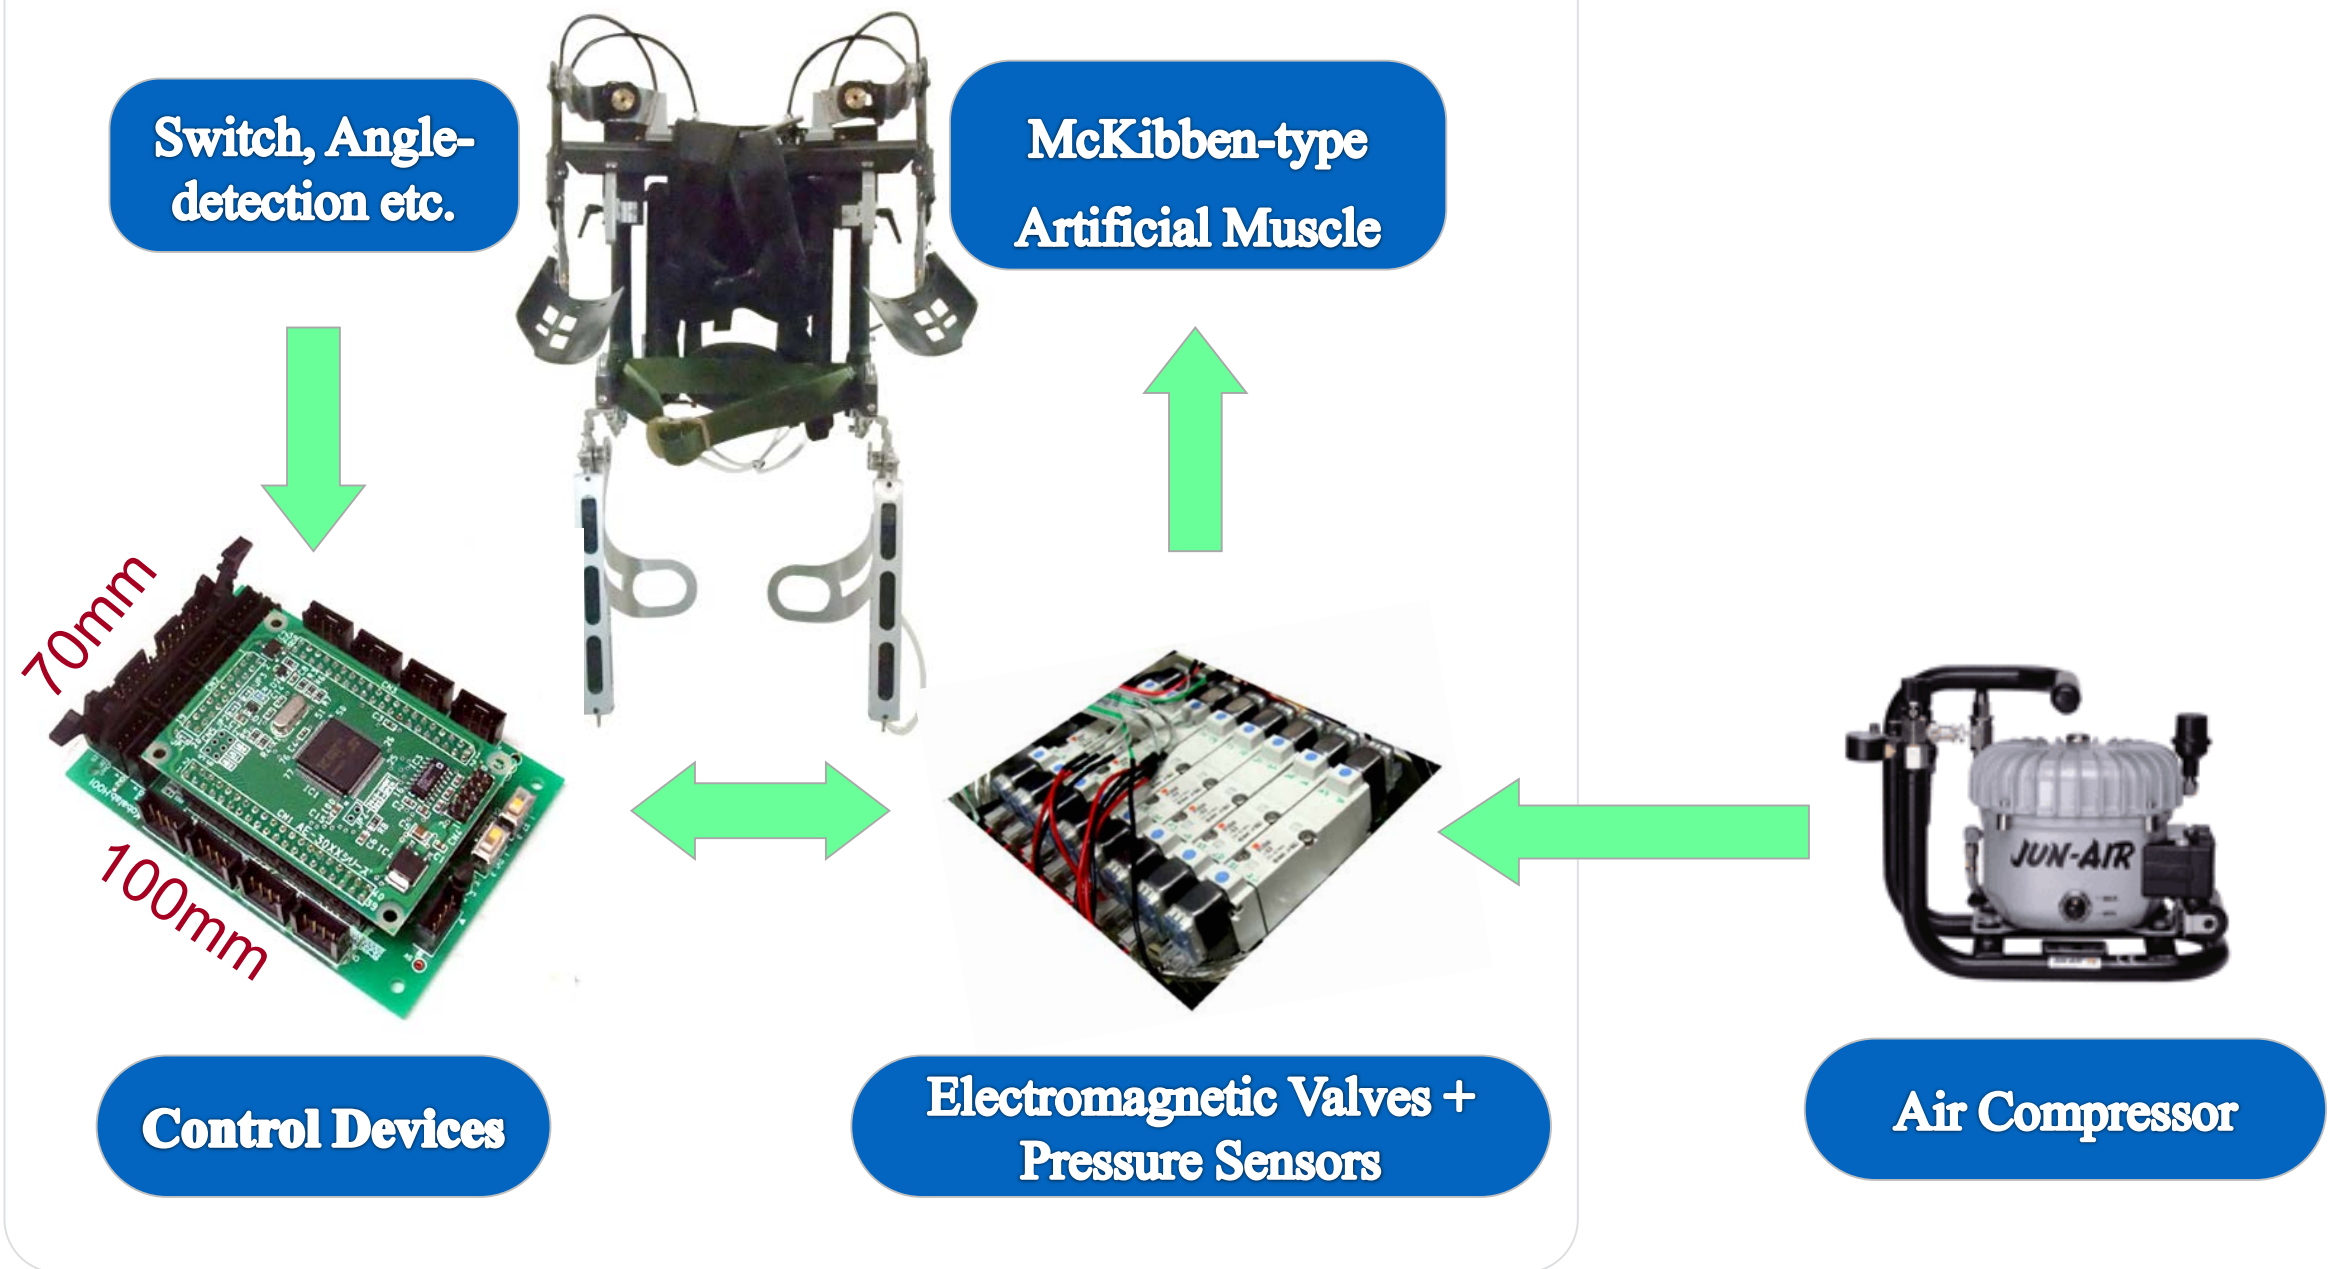 Switch, Angle-
detection etc.
McKibben-type
Artificial Muscle
70mm
100mm
JUN-AIR
Control Devices
Electromagnetic Valves +
Pressure Sensors
Air Compressor